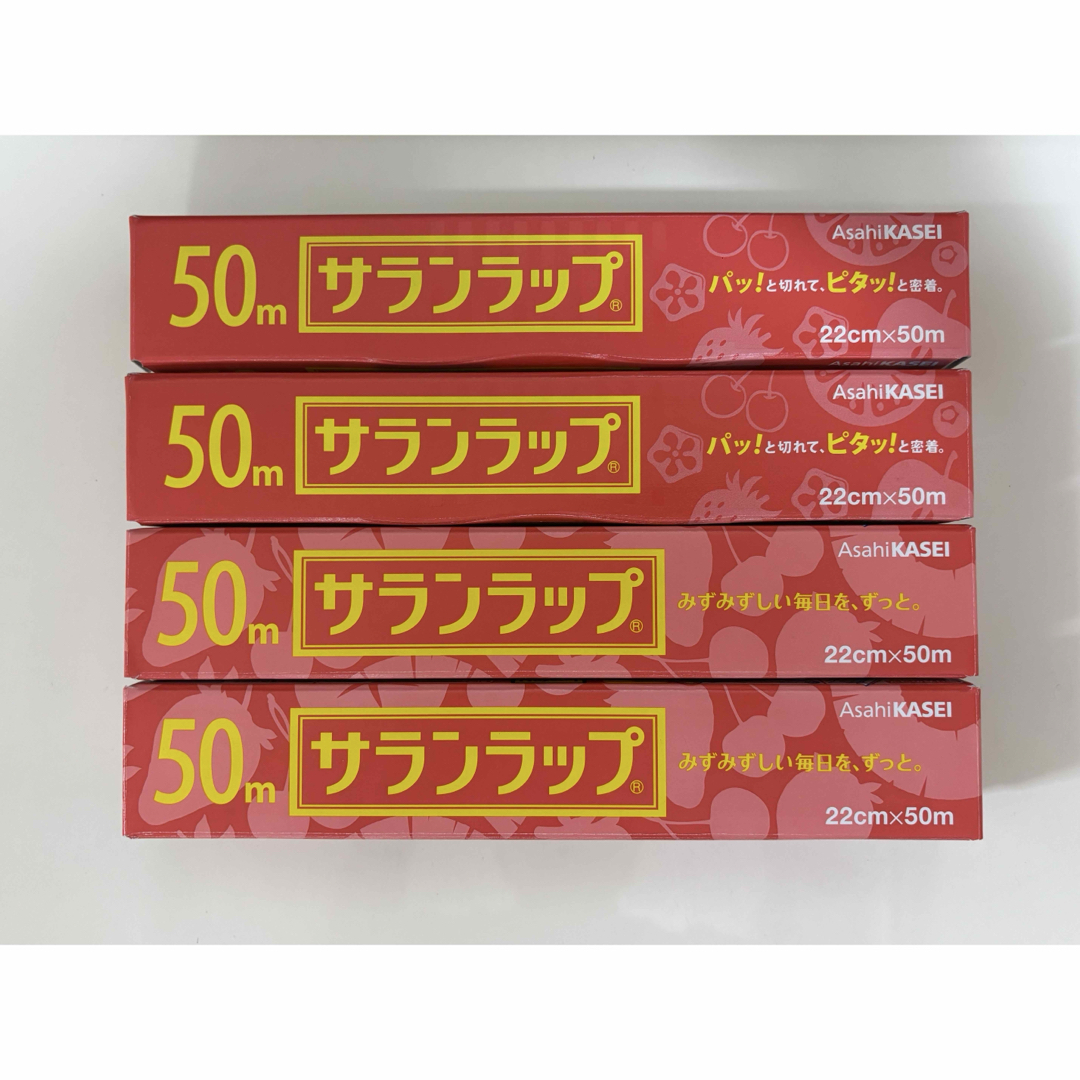 50m
サランラップ®
AsahiKASEI
パッ!と切れて、ピタッ!と密着。
22cm×50m
AsahiKASEI
50m
サランラップ®
AsahiKASEI
パッ!と切れて、ピタッ!と密着。
22cm×50m
50m
サランラップ®
AsahiKASEI
みずみずしい毎日を、ずっと。
22cm×50m
50m
サランラップ®
AsahiKASEI
みずみずしい毎日を、ずっと。
22cm×50m